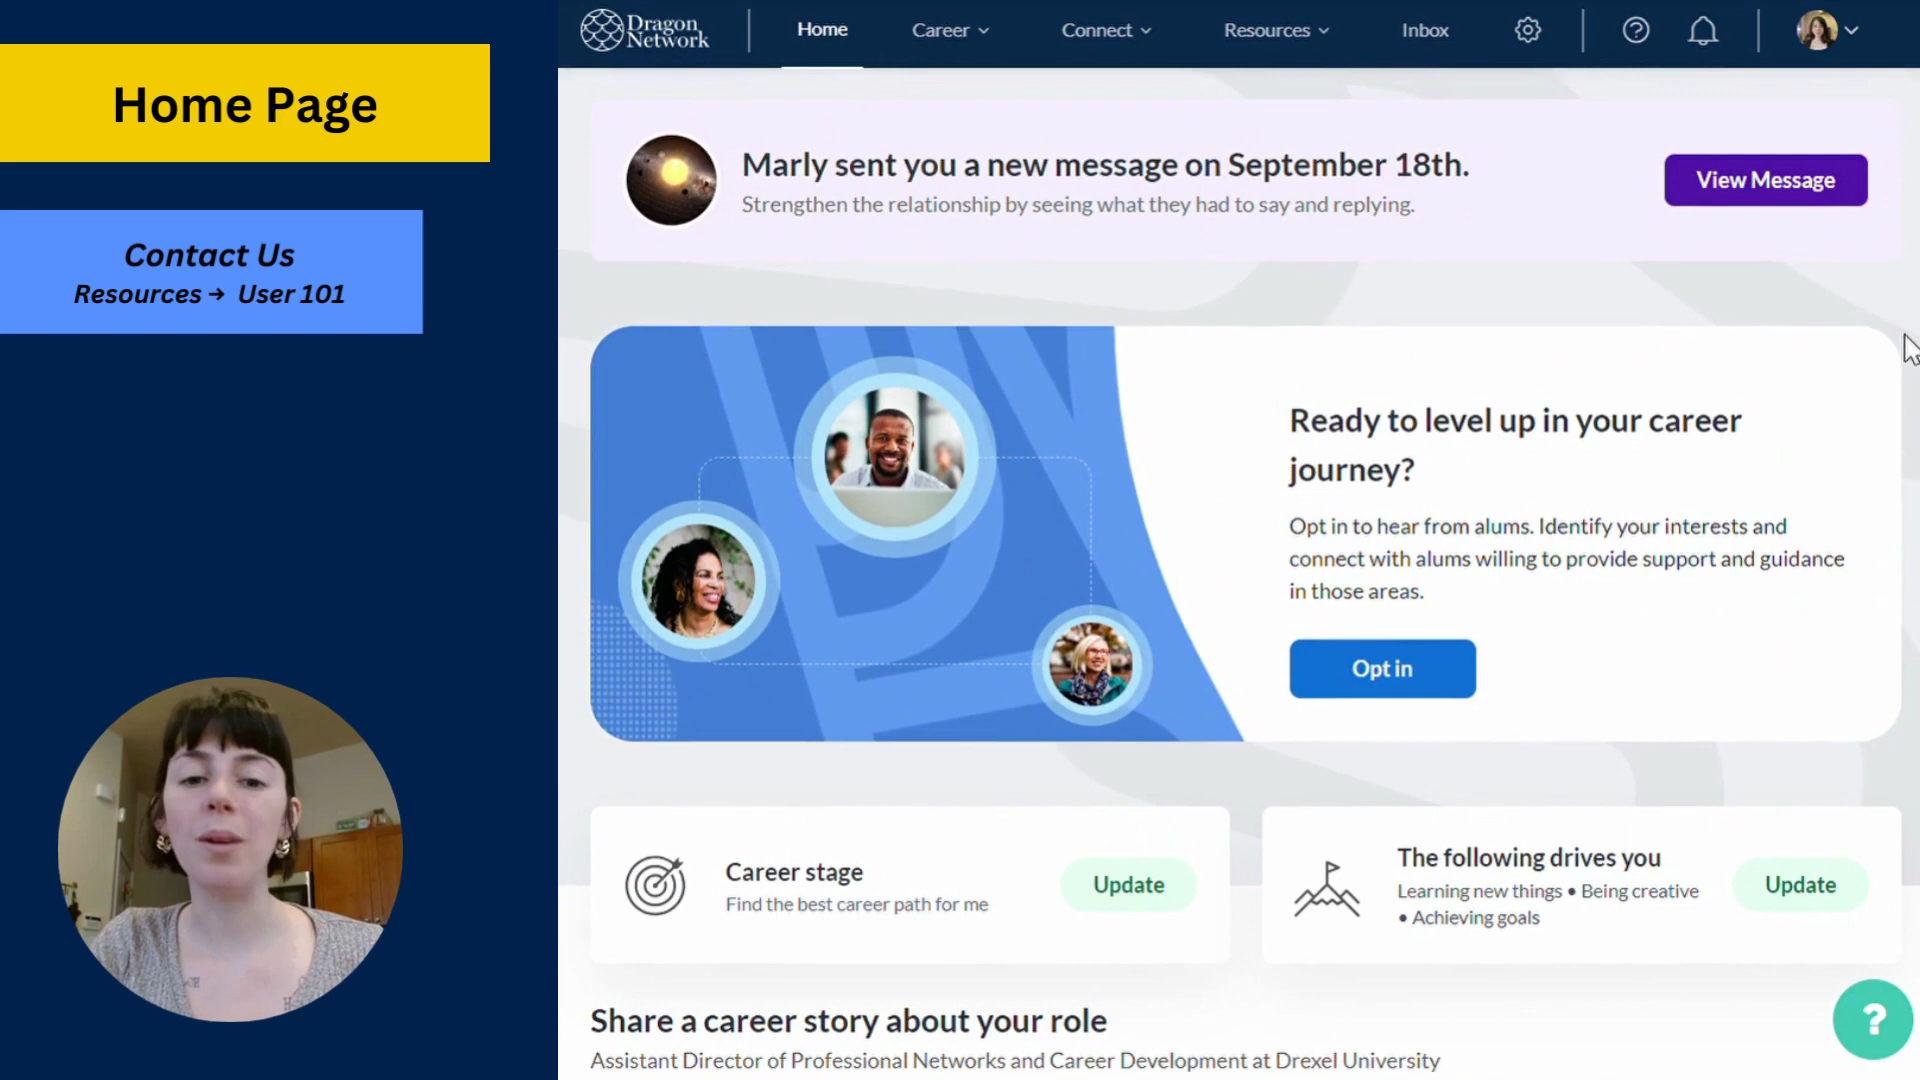 Home Page
Contact Us
Resources → User 101
Dragon
Network
Home
Career
Connect
Resources
Inbox
Marly sent you a new message on September 18th.
Strengthen the relationship by seeing what they had to say and replying.
View Message
Ready to level up in your career
journey?
Opt in to hear from alums. Identify your interests and
connect with alums willing to provide support and guidance
in those areas.
Opt in
Career stage
Find the best career path for me
Update
The following drives you
Learning new things • Being creative
• Achieving goals
Update
Share a career story about your role
Assistant Director of Professional Networks and Career Development at Drexel University
?